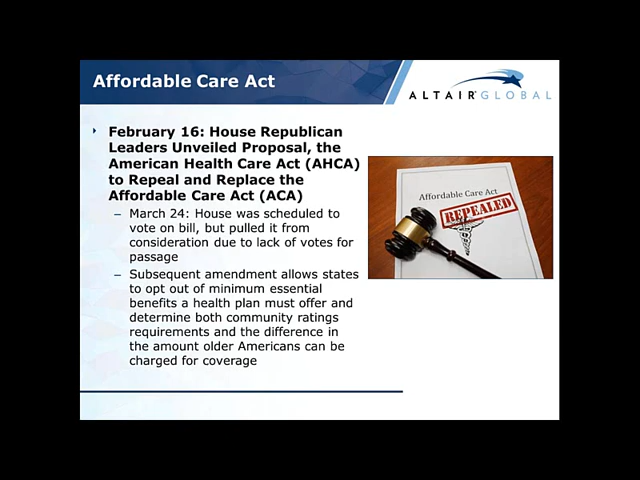 Affordable Care Act
ALTAIR GLOBAL
February 16: House Republican
Leaders Unveiled Proposal, the
American Health Care Act (AHCA)
to Repeal and Replace the
Affordable Care Act (ACA)
– March 24: House was scheduled to
vote on bill, but pulled it from
consideration due to lack of votes for
passage
– Subsequent amendment allows states
to opt out of minimum essential
benefits a health plan must offer and
determine both community ratings
requirements and the difference in
the amount older Americans can be
charged for coverage
Affordable Care Act
REPEALED